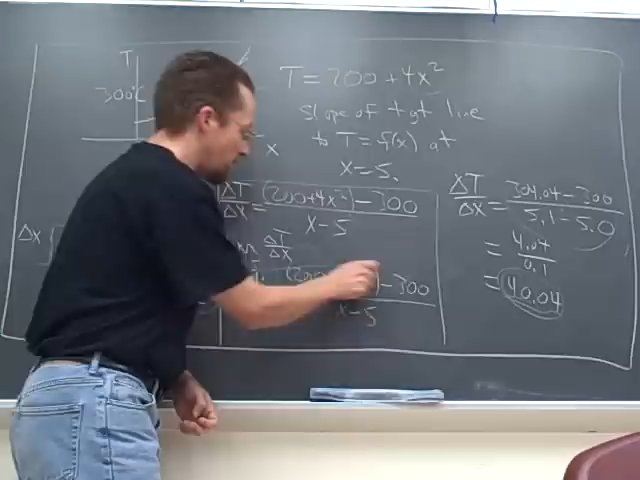 T
300°C
T = 200 + 4x²
slope of tgt line
to T = f(x) at
x = 5.
x
ΔT/Δx = (200+4x²)-300 / x-5
Δx
ΔT/Δx
(200 )-300 / x-5
ΔT/Δx = 304.04-300 / 5.1-5.0
= 4.04/0.1
= 40.04